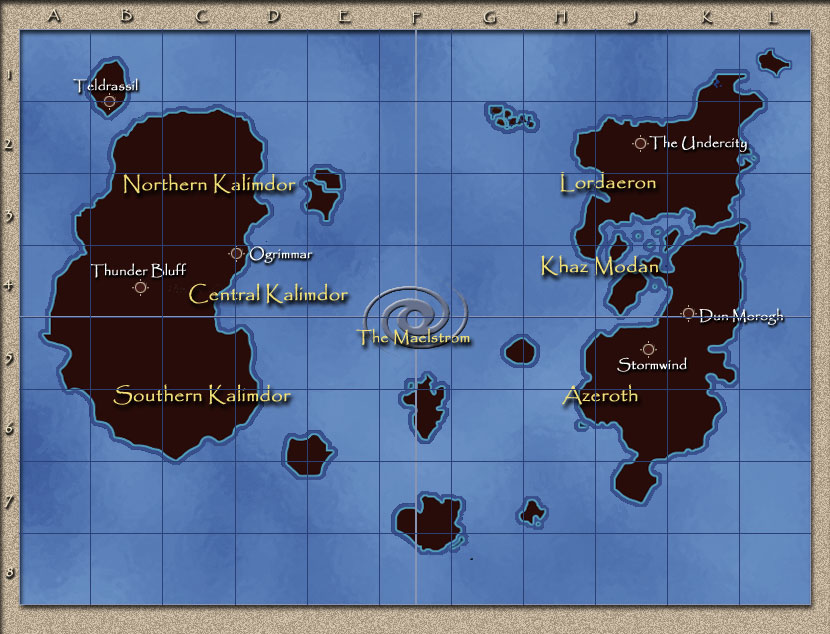 A B C D E F G H J K L
1
Teldrassil
2
The Undercity
Northern Kalimdor
Lordaeron
3
Ogrimmar
Thunder Bluff
Khaz Modan
4
Central Kalimdor
Dun Morogh
The Maelstrom
5
Stormwind
Southern Kalimdor
Azeroth
6
7
8